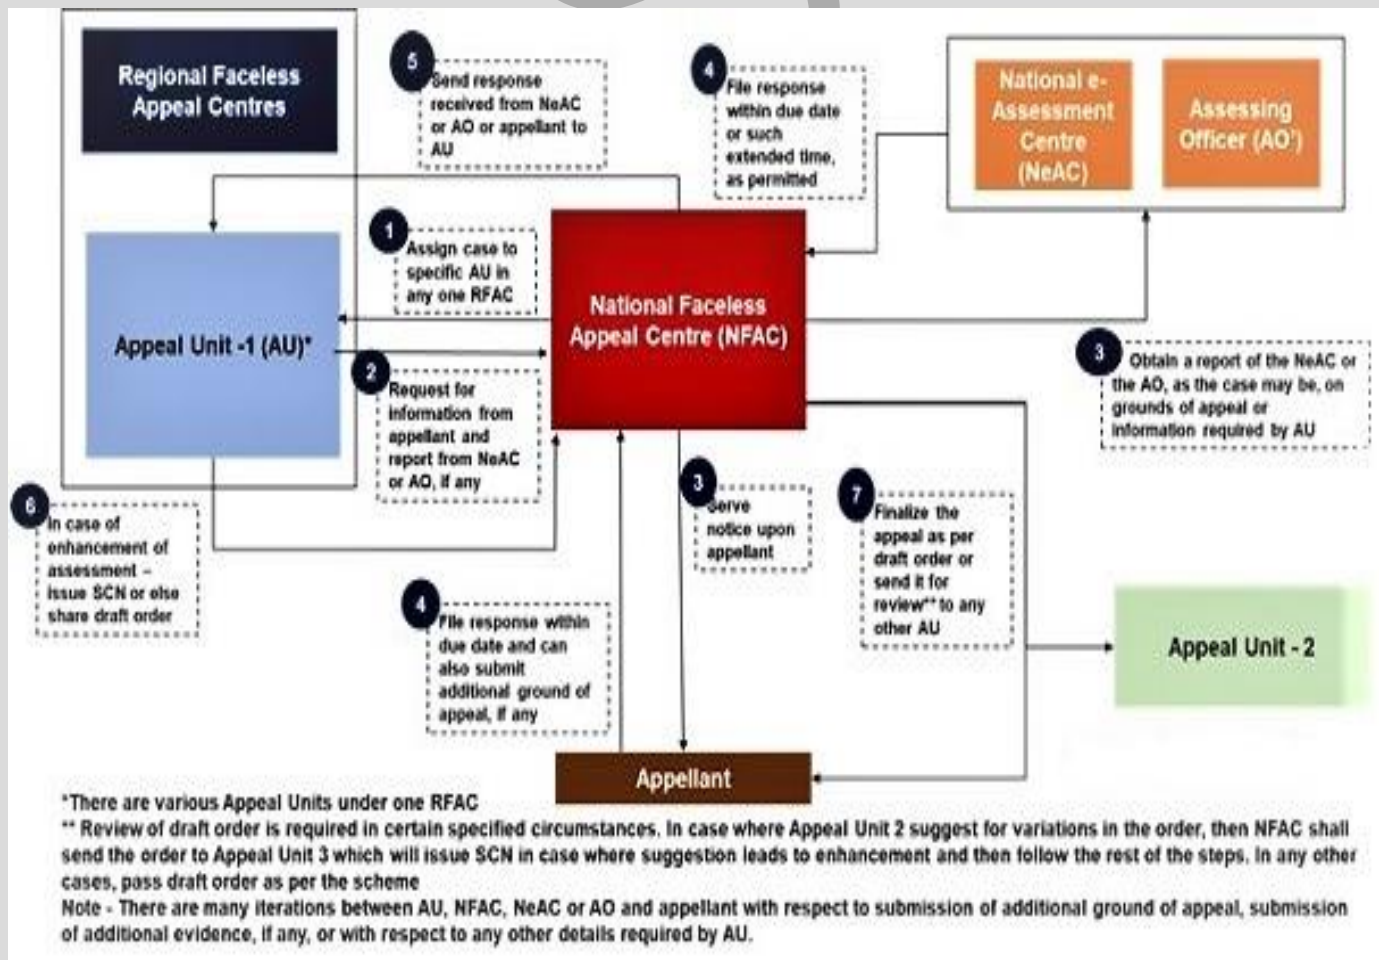 Regional Faceless
Appeal Centres
5
Send response
received from NeAC
or AO or appellant to
AU
4
File response
within due date
or such
extended time,
as permitted
National e-
Assessment
Centre
(NeAC)
Assessing
Officer (AO')
1
Assign case to
specific AU in
any one RFAC
Appeal Unit -1 (AU)*
National Faceless
Appeal Centre (NFAC)
2
Request for
information from
appellant and
report from NeAC
or AO, if any
3
Obtain a report of the NeAC or
the AO, as the case may be, on
grounds of appeal or
information required by AU
6
In case of
enhancement of
assessment –
issue SCN or else
share draft order
3
Serve
notice upon
appellant
7
Finalize the
appeal as per
draft order or
send it for
review** to any
other AU
4
File response within
due date and can
also submit
additional ground of
appeal, if any
Appeal Unit - 2
Appellant
*There are various Appeal Units under one RFAC
** Review of draft order is required in certain specified circumstances. In case where Appeal Unit 2 suggest for variations in the order, then NFAC shall
send the order to Appeal Unit 3 which will issue SCN in case where suggestion leads to enhancement and then follow the rest of the steps. In any other
cases, pass draft order as per the scheme
Note - There are many iterations between AU, NFAC, NeAC or AO and appellant with respect to submission of additional ground of appeal, submission
of additional evidence, if any, or with respect to any other details required by AU.